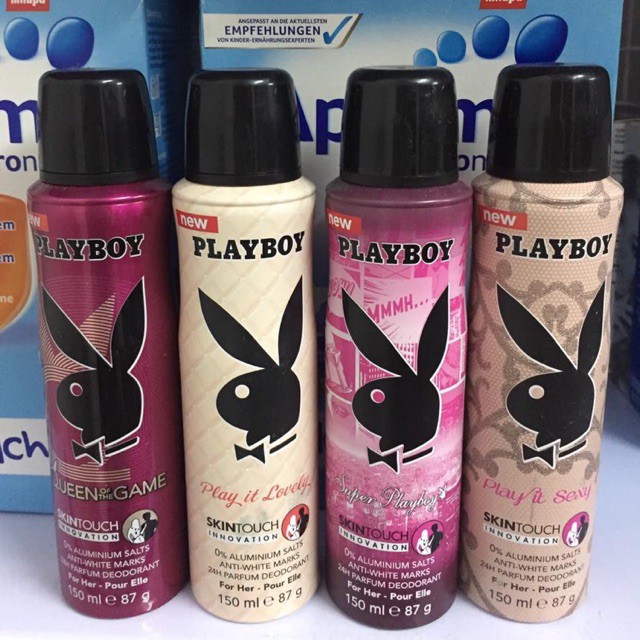 milupa
ANGEPASST AN DIE AKTUELLSTEN
EMPFEHLUNGEN
VON KINDER-ERNÄHRUNGSEXPERTEN
Ap
m
new
PLAYBOY
QUEEN OF THE GAME
SKINTOUCH
INNOVATION
0% ALUMINIUM SALTS
ANTI-WHITE MARKS
24H PARFUM DEODORANT
For Her - Pour Elle
150 ml e 87 g
new
PLAYBOY
Play it Lovely
SKINTOUCH
INNOVATION
0% ALUMINIUM SALTS
ANTI-WHITE MARKS
24H PARFUM DEODORANT
For Her - Pour Elle
150 ml e 87 g
new
PLAYBOY
MMMH...
Super Playboy
SKINTOUCH
INNOVATION
0% ALUMINIUM SALTS
ANTI-WHITE MARKS
24H PARFUM DEODORANT
For Her - Pour Elle
150 ml e 87 g
new
PLAYBOY
Play it Sexy
SKINTOUCH
INNOVATION
0% ALUMINIUM SALTS
ANTI-WHITE MARKS
24H PARFUM DEODORANT
For Her - Pour Elle
150 ml e 87 g